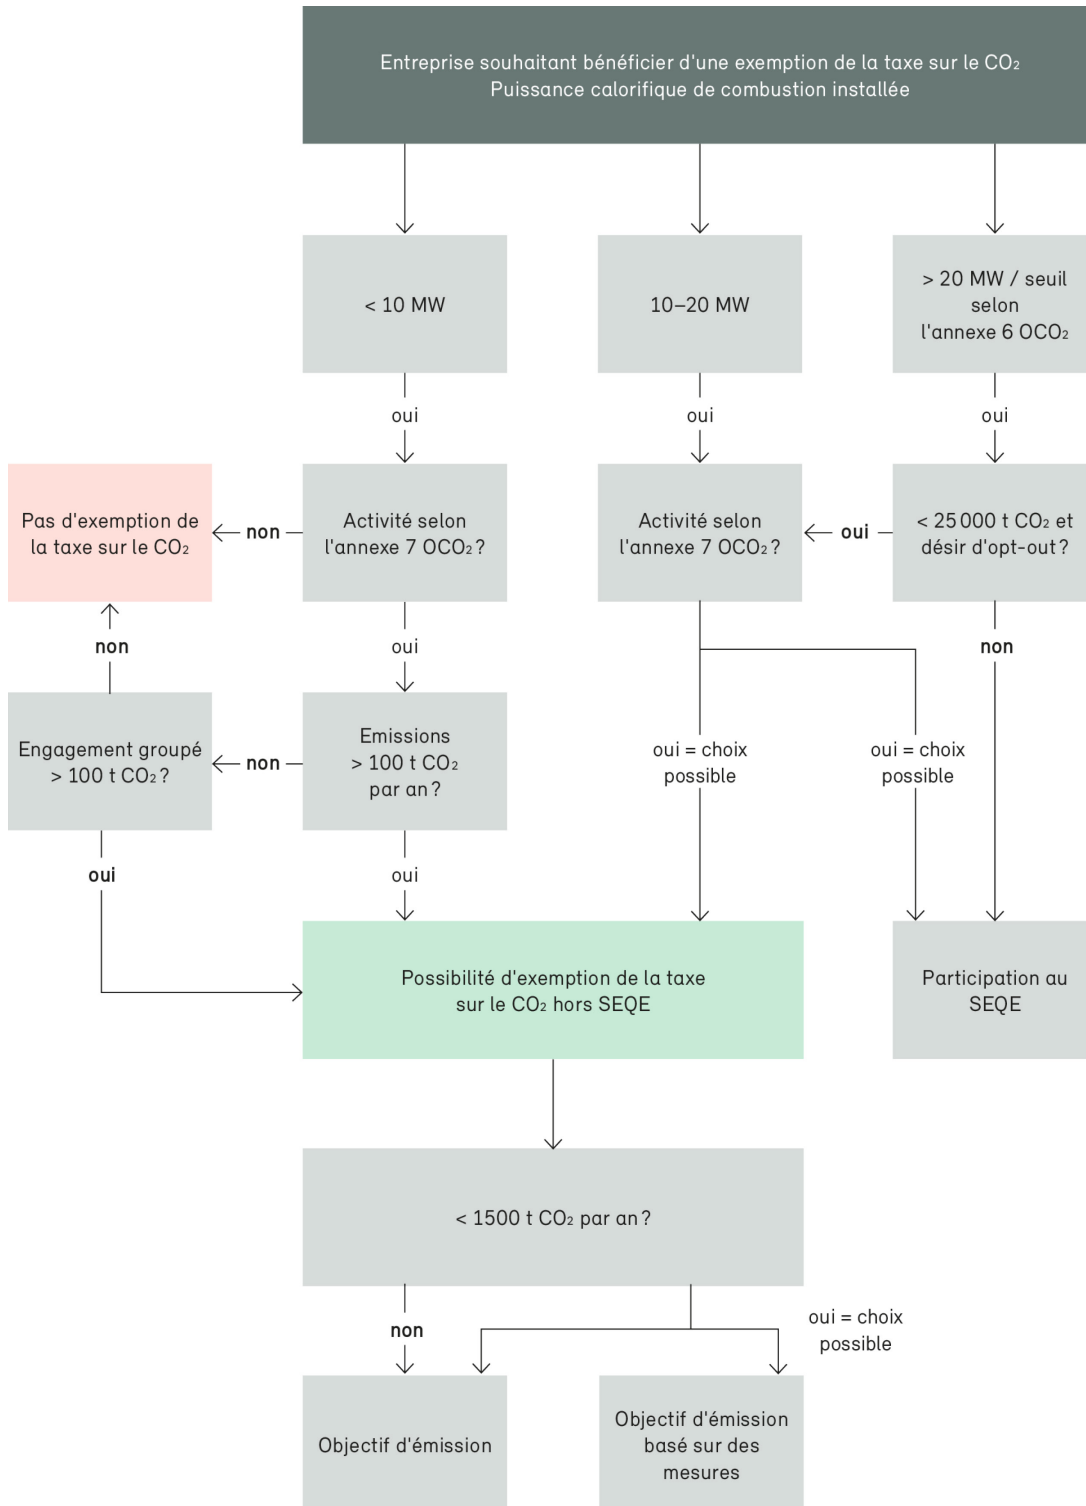 Entreprise souhaitant bénéficier d'une exemption de la taxe sur le CO₂
Puissance calorifique de combustion installée
< 10 MW
10–20 MW
> 20 MW / seuil
selon
l'annexe 6 OCO₂
oui
oui
oui
Pas d'exemption de
la taxe sur le CO₂
non
Activité selon
l'annexe 7 OCO₂ ?
Activité selon
l'annexe 7 OCO₂ ?
oui
< 25 000 t CO₂ et
désir d'opt-out ?
non
oui
non
Engagement groupé
> 100 t CO₂ ?
non
Emissions
> 100 t CO₂
par an ?
oui = choix
possible
oui = choix
possible
oui
oui
Possibilité d'exemption de la taxe
sur le CO₂ hors SEQE
Participation au
SEQE
< 1500 t CO₂ par an ?
non
oui = choix
possible
Objectif d'émission
Objectif d'émission
basé sur des
mesures